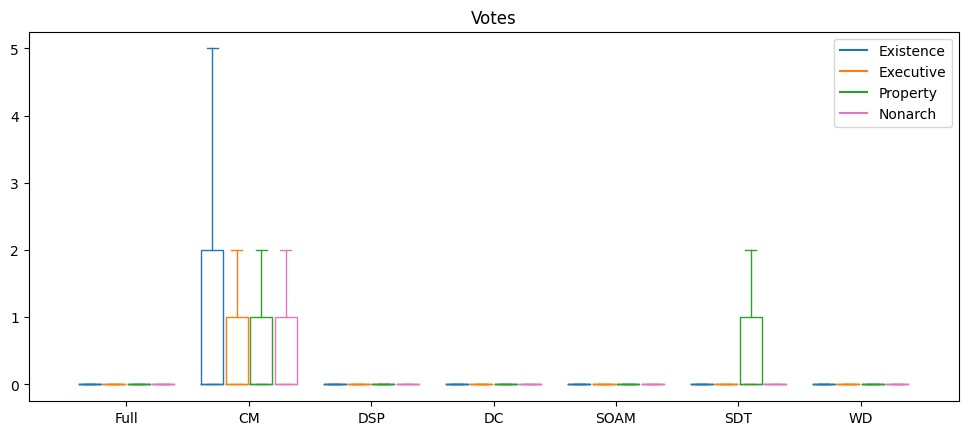 Votes
5
4
3
2
1
0
Existence
Executive
Property
Nonarch
Full CM DSP DC SOAM SDT WD